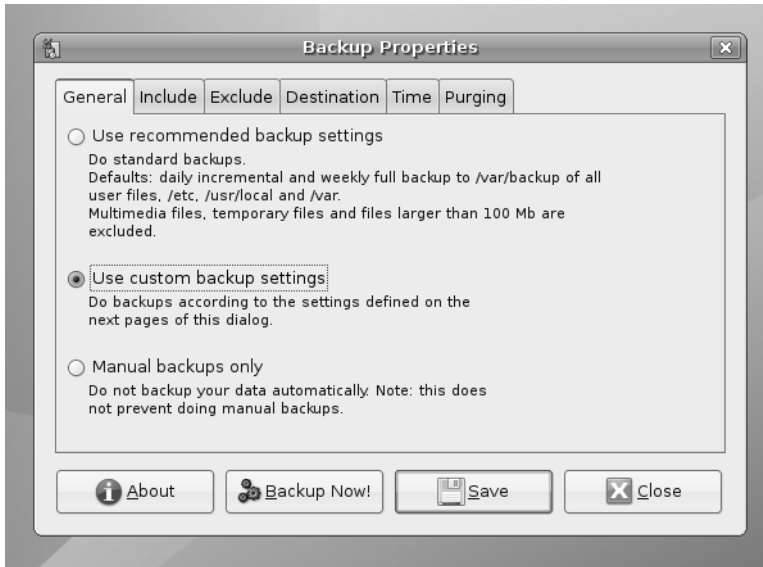 Backup Properties
General Include Exclude Destination Time Purging
Use recommended backup settings
Do standard backups.
Defaults: daily incremental and weekly full backup to /var/backup of all
user files, /etc, /usr/local and /var.
Multimedia files, temporary files and files larger than 100 Mb are
excluded.
Use custom backup settings
Do backups according to the settings defined on the
next pages of this dialog.
Manual backups only
Do not backup your data automatically. Note: this does
not prevent doing manual backups.
About Backup Now! Save Close